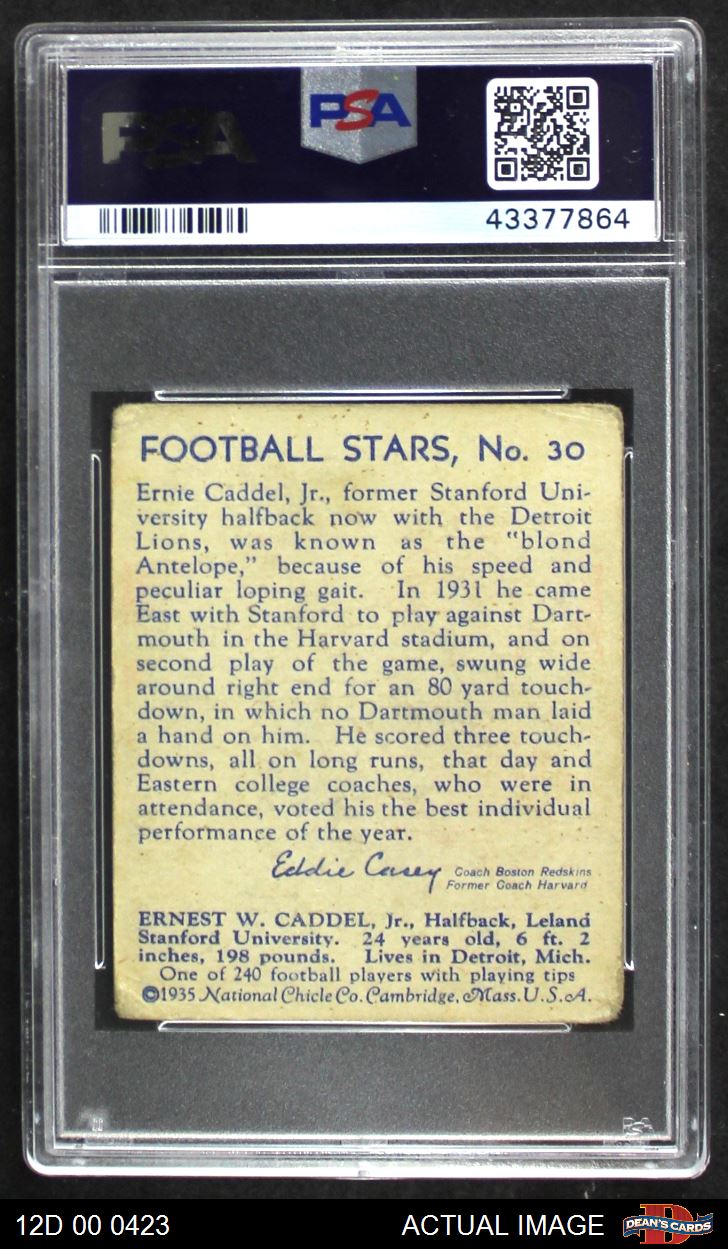 PSA
PSA
43377864
FOOTBALL STARS, No. 30
Ernie Caddel, Jr., former Stanford Uni-
versity halfback now with the Detroit
Lions, was known as the "blond
Antelope," because of his speed and
peculiar loping gait. In 1931 he came
East with Stanford to play against Dart-
mouth in the Harvard stadium, and on
second play of the game, swung wide
around right end for an 80 yard touch-
down, in which no Dartmouth man laid
a hand on him. He scored three touch-
downs, all on long runs, that day and
Eastern college coaches, who were in
attendance, voted his the best individual
performance of the year.
Eddie Casey Coach Boston Redskins
Former Coach Harvard
ERNEST W. CADDEL, Jr., Halfback, Leland
Stanford University. 24 years old, 6 ft. 2
inches, 198 pounds. Lives in Detroit, Mich.
One of 240 football players with playing tips
©1935 National Chicle Co. Cambridge, Mass. U.S.A.
PSA
12D 00 0423
ACTUAL IMAGE
D
DEAN'S CARDS